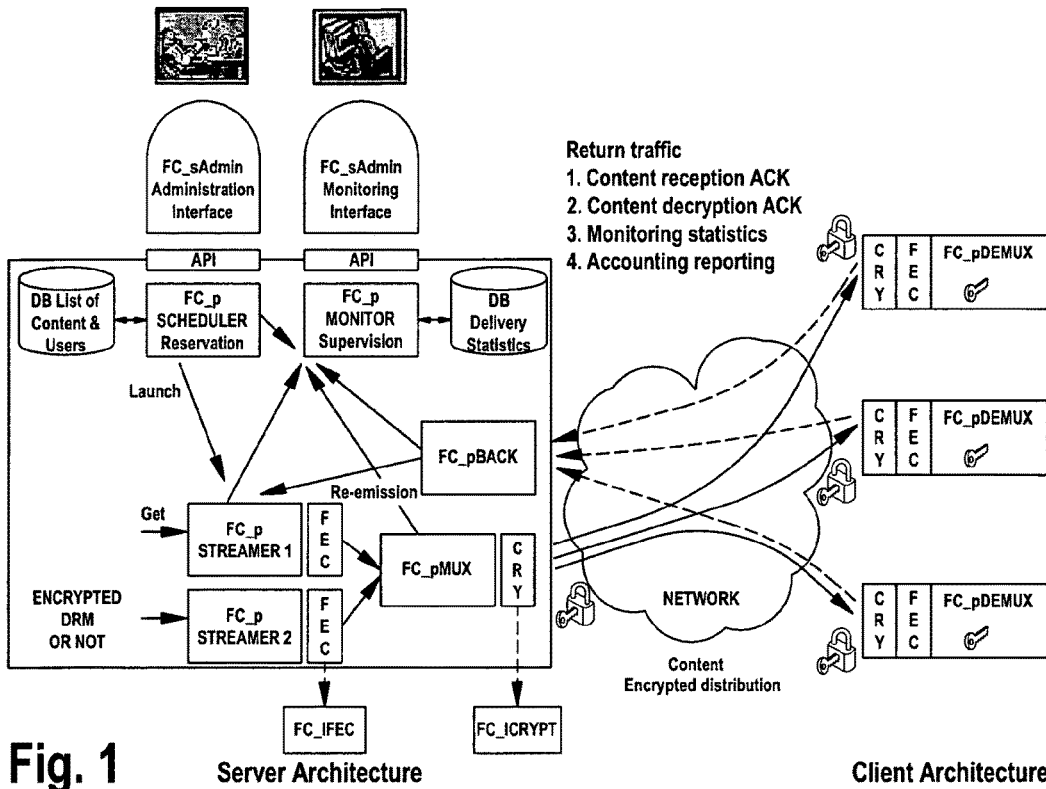 FC_sAdmin
Administration
Interface
FC_sAdmin
Monitoring
Interface
Return traffic
1. Content reception ACK
2. Content decryption ACK
3. Monitoring statistics
4. Accounting reporting
API
API
DB List of
Content &
Users
FC_p
SCHEDULER
Reservation
FC_p
MONITOR
Supervision
DB
Delivery
Statistics
Launch
FC_pBACK
Re-emission
Get
FC_p
STREAMER 1
F
E
C
FC_pMUX
C
R
Y
ENCRYPTED
DRM
OR NOT
FC_p
STREAMER 2
F
E
C
NETWORK
Content
Encrypted distribution
C
R
Y
F
E
C
FC_pDEMUX
C
R
Y
F
E
C
FC_pDEMUX
C
R
Y
F
E
C
FC_pDEMUX
FC_IFEC
FC_ICRYPT
Fig. 1
Server Architecture
Client Architecture